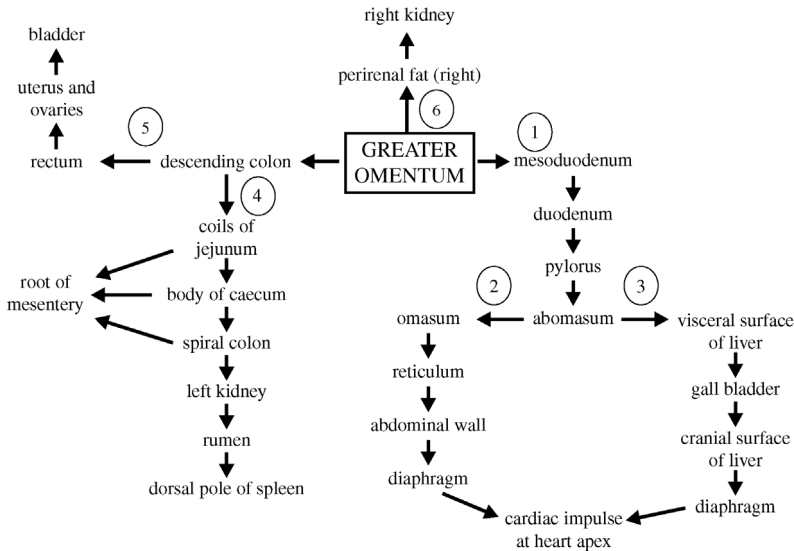 right kidney
bladder
perirenal fat (right)
uterus and
ovaries
6
5
1
GREATER
OMENTUM
rectum
descending colon
mesoduodenum
4
duodenum
coils of
jejunum
pylorus
root of
mesentery
body of caecum
2
3
omasum
abomasum
visceral surface
of liver
spiral colon
reticulum
left kidney
gall bladder
abdominal wall
rumen
cranial surface
of liver
diaphragm
dorsal pole of spleen
diaphragm
cardiac impulse
at heart apex